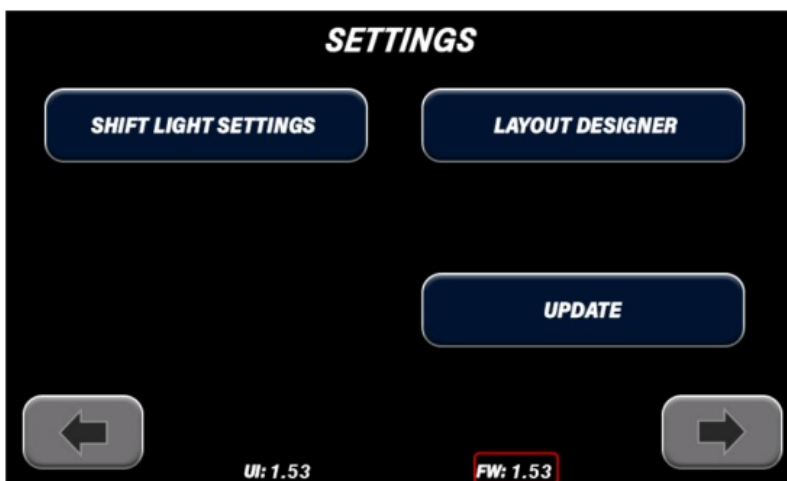 SETTINGS
SHIFT LIGHT SETTINGS
LAYOUT DESIGNER
UPDATE
UI: 1.53
FW: 1.53